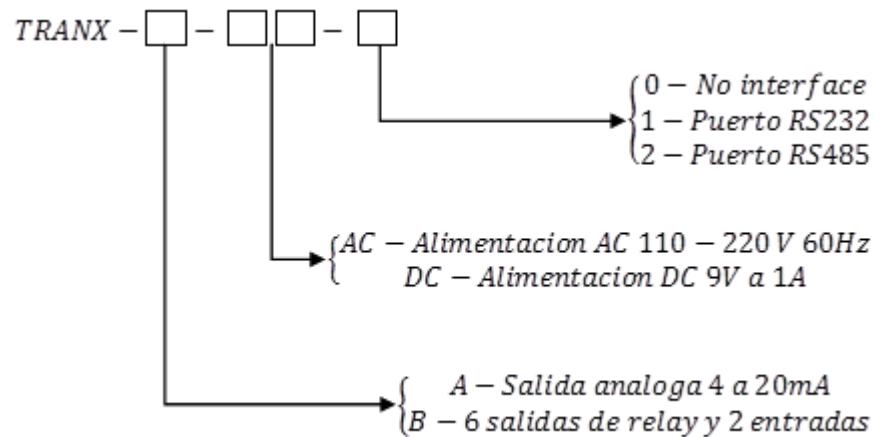 TRANX – □ – □□ – □
0 – No interface
1 – Puerto RS232
2 – Puerto RS485
AC – Alimentacion AC 110 – 220 V 60Hz
DC – Alimentacion DC 9V a 1A
A – Salida analoga 4 a 20mA
B – 6 salidas de relay y 2 entradas